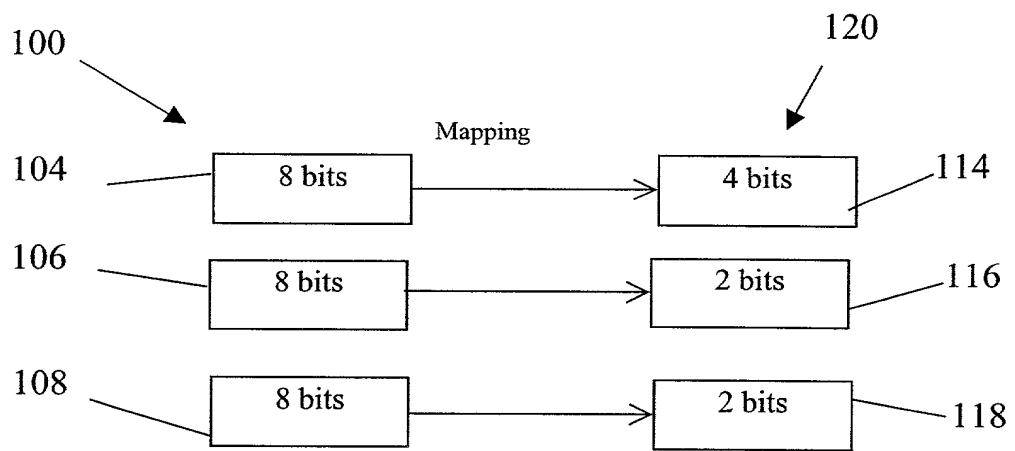 100
120
Mapping
104
8 bits
4 bits
114
106
8 bits
2 bits
116
108
8 bits
2 bits
118